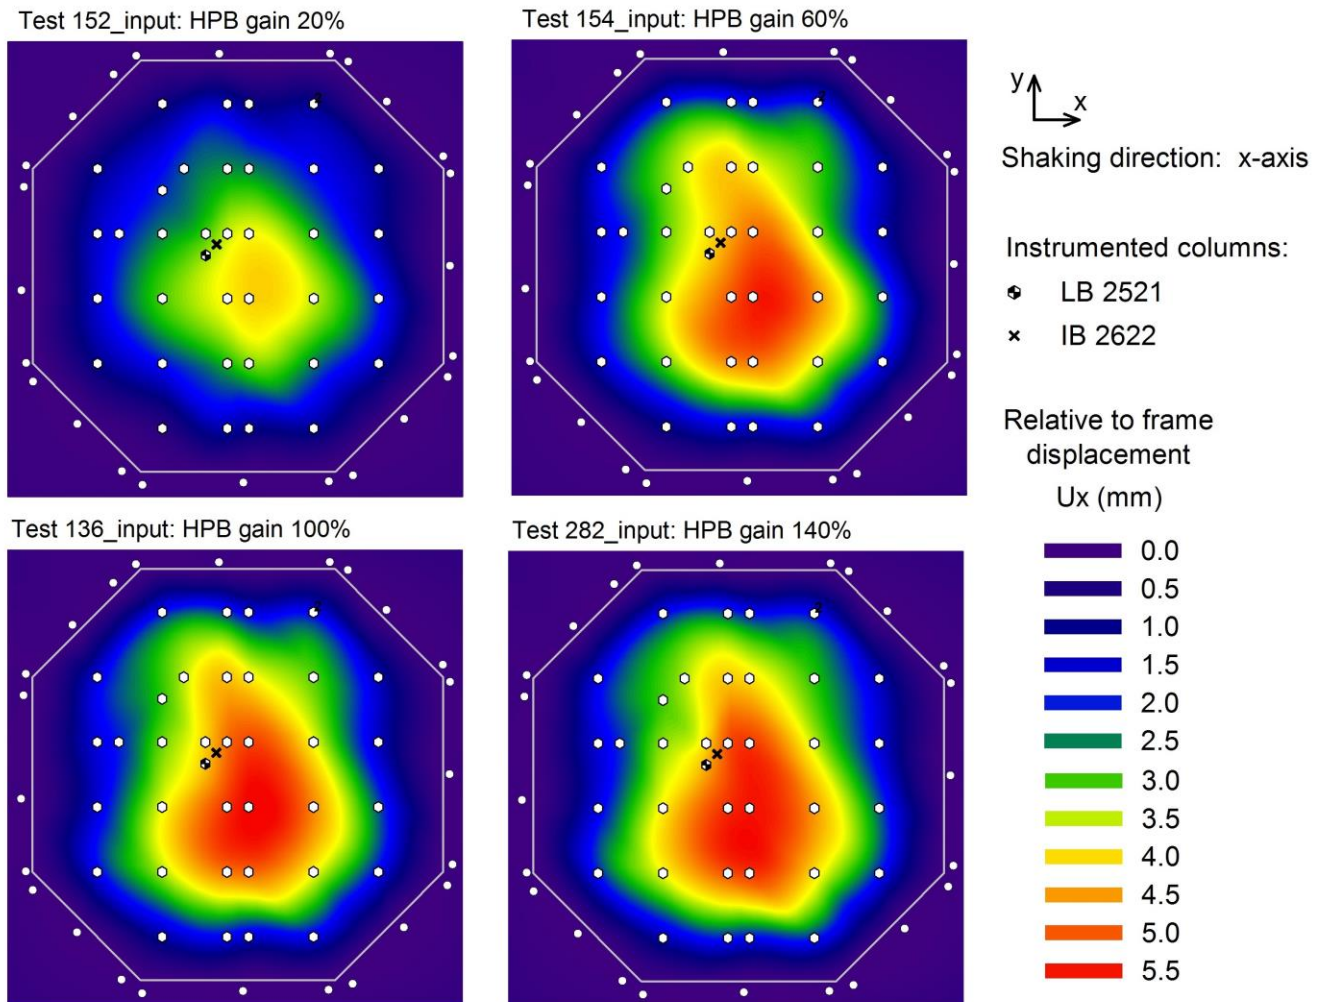 Test 152_input: HPB gain 20%
Test 154_input: HPB gain 60%
y
x
Shaking direction: x-axis
Instrumented columns:
LB 2521
IB 2622
Relative to frame
displacement
Ux (mm)
0.0
0.5
1.0
1.5
2.0
2.5
3.0
3.5
4.0
4.5
5.0
5.5
Test 136_input: HPB gain 100%
Test 282_input: HPB gain 140%